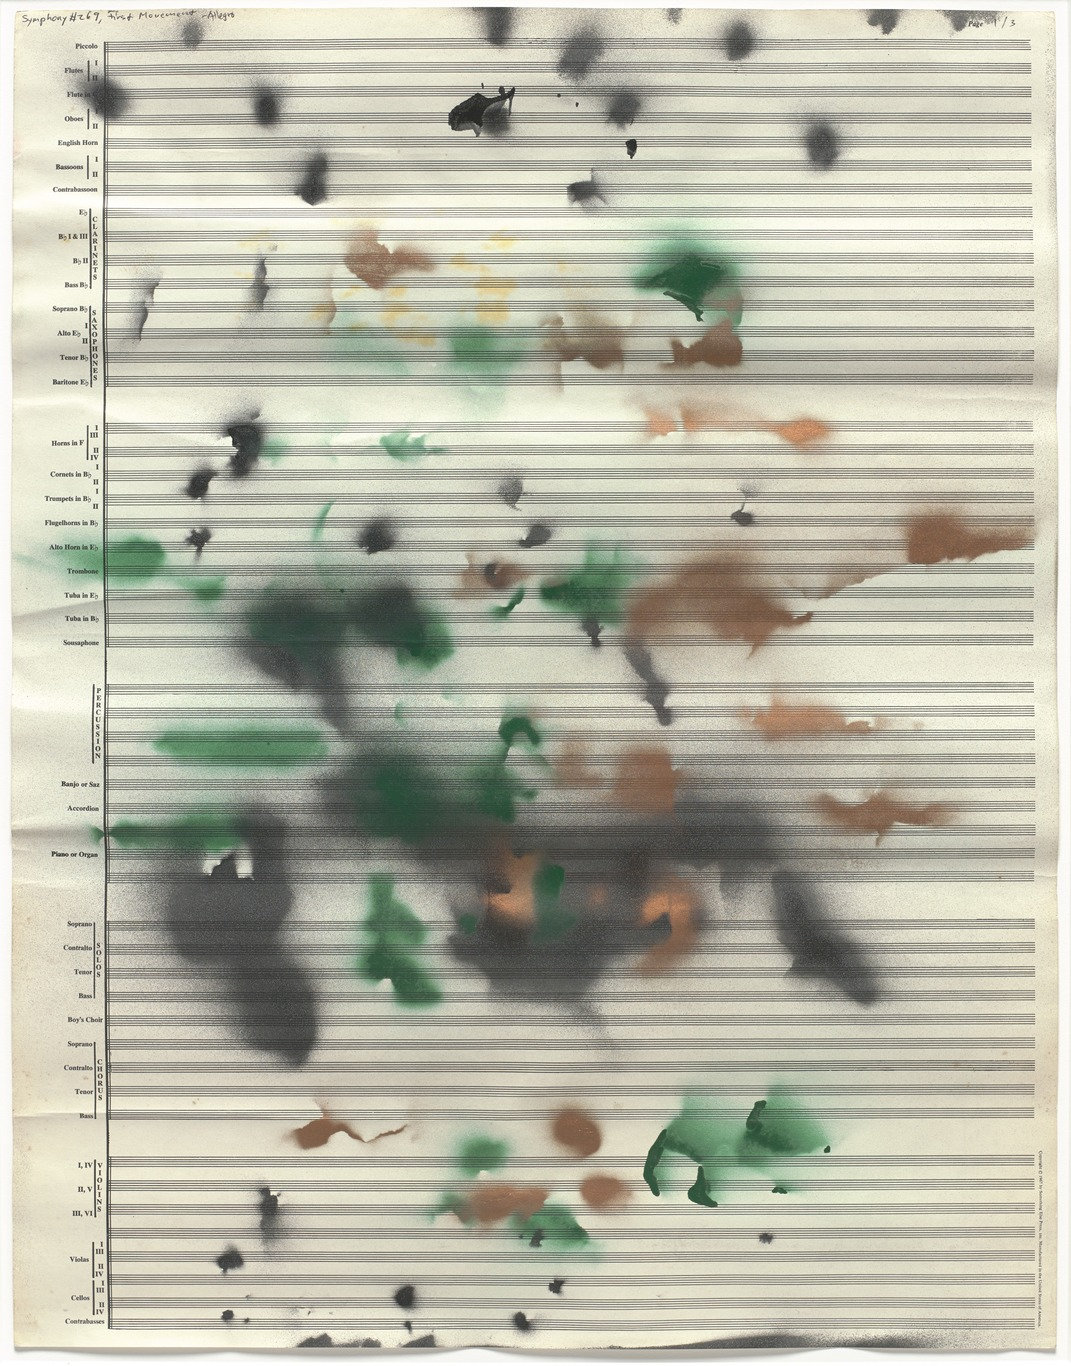 Symphony #269, First Movement - Allegro
Page 1/3
Piccolo
Flutes I
II
Flute in
Oboes
II
English Horn
Bassoons I
II
Contrabassoon
CLARINETS
E♭
B♭ I & III
B♭ II
Bass B♭
SAXOPHONES
Soprano B♭
Alto E♭ I
II
Tenor B♭
Baritone E♭
Horns in F I
III
II
IV
Cornets in B♭ I
II
Trumpets in B♭ I
II
Flugelhorns in B♭
Alto Horn in E♭
Trombone
Tuba in E♭
Tuba in B♭
Sousaphone
PERCUSSION
Banjo or Saz
Accordion
Piano or Organ
SOLOS
Soprano
Contralto
Tenor
Bass
Boy's Choir
CHORUS
Soprano
Contralto
Tenor
Bass
VIOLINS
I, IV
II, V
III, VI
Violas I
III
II
IV
Cellos I
III
II
IV
Contrabasses